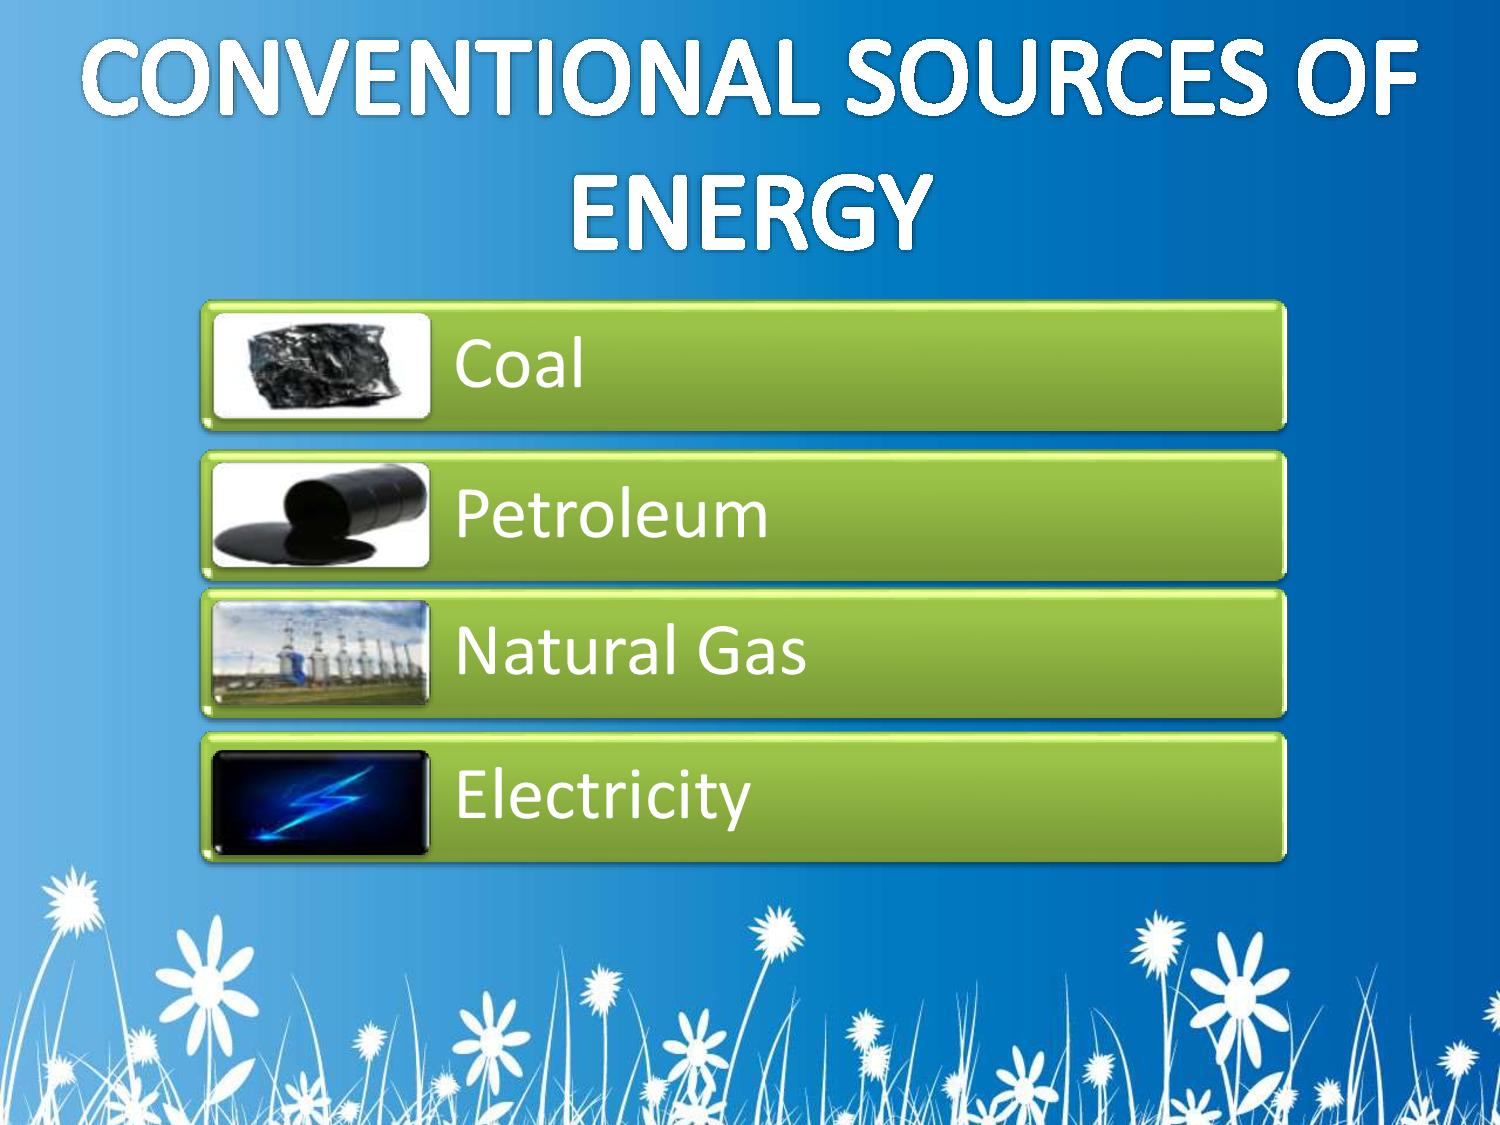 CONVENTIONAL SOURCES OF
ENERGY
Coal
Petroleum
Natural Gas
Electricity